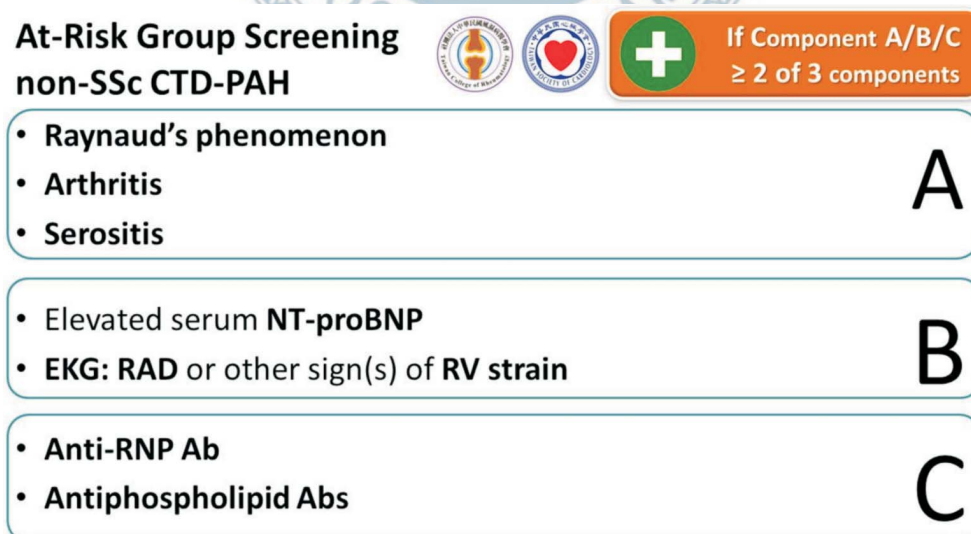 At-Risk Group Screening
non-SSc CTD-PAH
If Component A/B/C
≥ 2 of 3 components
• Raynaud’s phenomenon
• Arthritis
• Serositis
A
• Elevated serum NT-proBNP
• EKG: RAD or other sign(s) of RV strain
B
• Anti-RNP Ab
• Antiphospholipid Abs
C